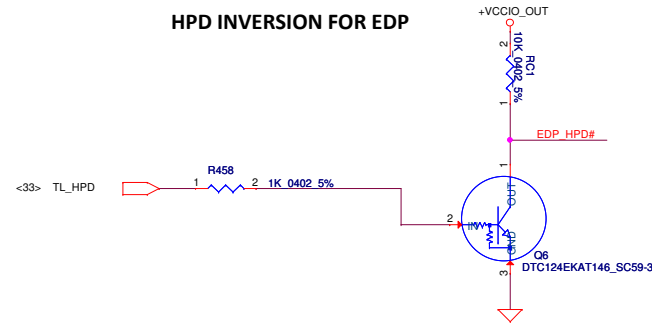 HPD INVERSION FOR EDP
+VCCIO_OUT
2
RC1
10K_0402_5%
1
EDP_HPD#
<33> TL_HPD
R458
1 2 1K_0402_5%
1
OUT
2 IN
GND
Q6
DTC124EKAT146_SC59-3
3